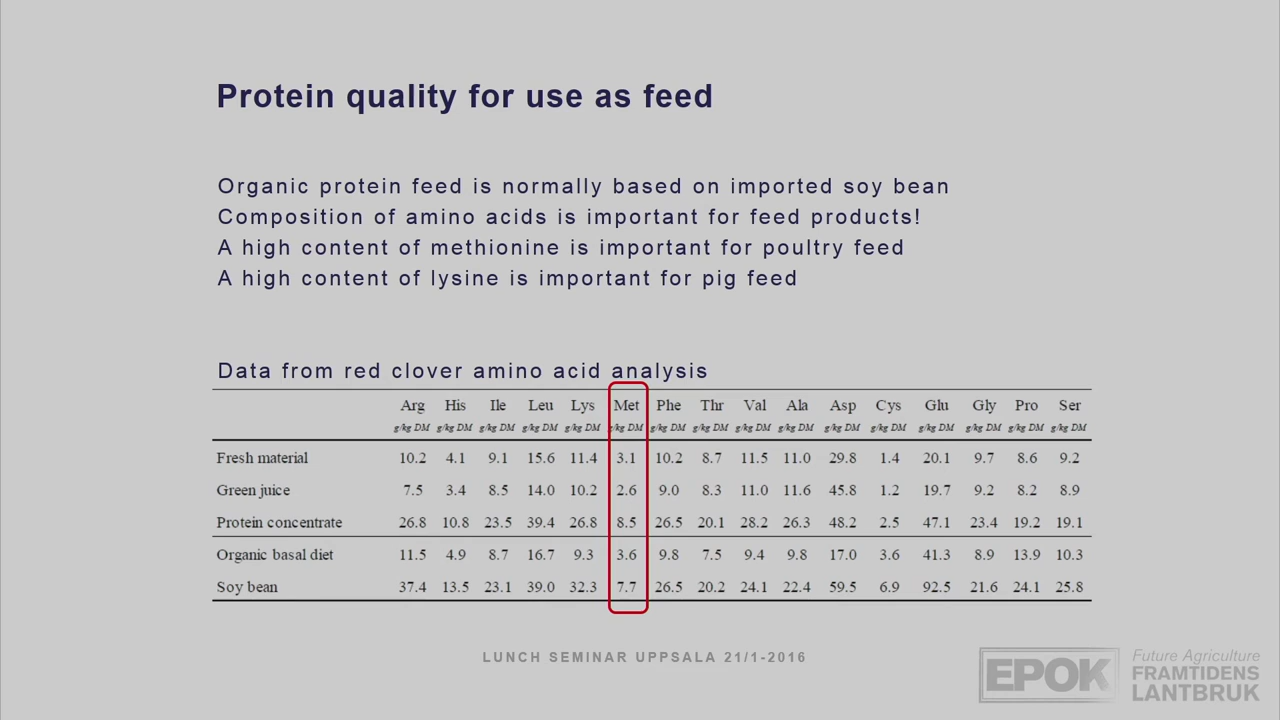 Protein quality for use as feed
Organic protein feed is normally based on imported soy bean
Composition of amino acids is important for feed products!
A high content of methionine is important for poultry feed
A high content of lysine is important for pig feed
Data from red clover amino acid analysis
Arg His Ile Leu Lys Met Phe Thr Val Ala Asp Cys Glu Gly Pro Ser
g/kg DM g/kg DM g/kg DM g/kg DM g/kg DM g/kg DM g/kg DM g/kg DM g/kg DM g/kg DM g/kg DM g/kg DM g/kg DM g/kg DM g/kg DM g/kg DM
Fresh material 10.2 4.1 9.1 15.6 11.4 3.1 10.2 8.7 11.5 11.0 29.8 1.4 20.1 9.7 8.6 9.2
Green juice 7.5 3.4 8.5 14.0 10.2 2.6 9.0 8.3 11.0 11.6 45.8 1.2 19.7 9.2 8.2 8.9
Protein concentrate 26.8 10.8 23.5 39.4 26.8 8.5 26.5 20.1 28.2 26.3 48.2 2.5 47.1 23.4 19.2 19.1
Organic basal diet 11.5 4.9 8.7 16.7 9.3 3.6 9.8 7.5 9.4 9.8 17.0 3.6 41.3 8.9 13.9 10.3
Soy bean 37.4 13.5 23.1 39.0 32.3 7.7 26.5 20.2 24.1 22.4 59.5 6.9 92.5 21.6 24.1 25.8
LUNCH SEMINAR UPPSALA 21/1-2016
EPOK
Future Agriculture
FRAMTIDENS
LANTBRUK